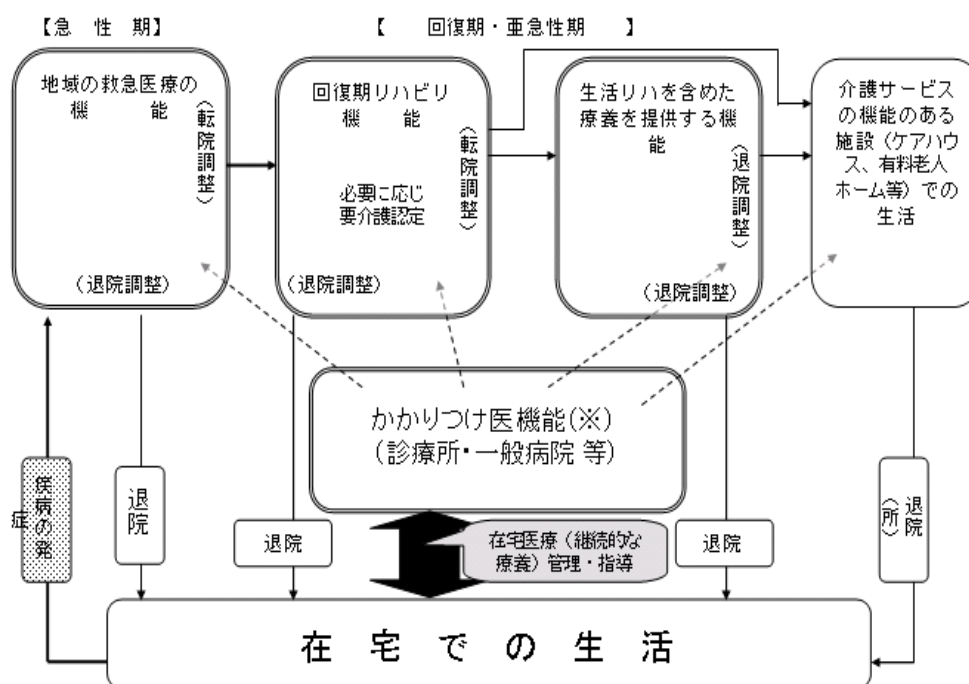 【急　性　期】
【　　回復期・亜急性期　　】
地域の救急医療の
機　　能
（転院調整）
（退院調整）
回復期リハビリ
機　　能
（転院調整）
必要に応じ
要介護認定
（退院調整）
生活リハを含めた
療養を提供する機
能
（退院調整）
（退院調整）
介護サービス
の機能のある
施設（ケアハウ
ス、有料老人
ホーム等）での
生活
かかりつけ医機能(※)
(診療所・一般病院 等)
疾病の発
症
退院
退院
在宅医療（継続的な
療養）管理・指導
退院
退院
（所）
在　宅　で　の　生　活